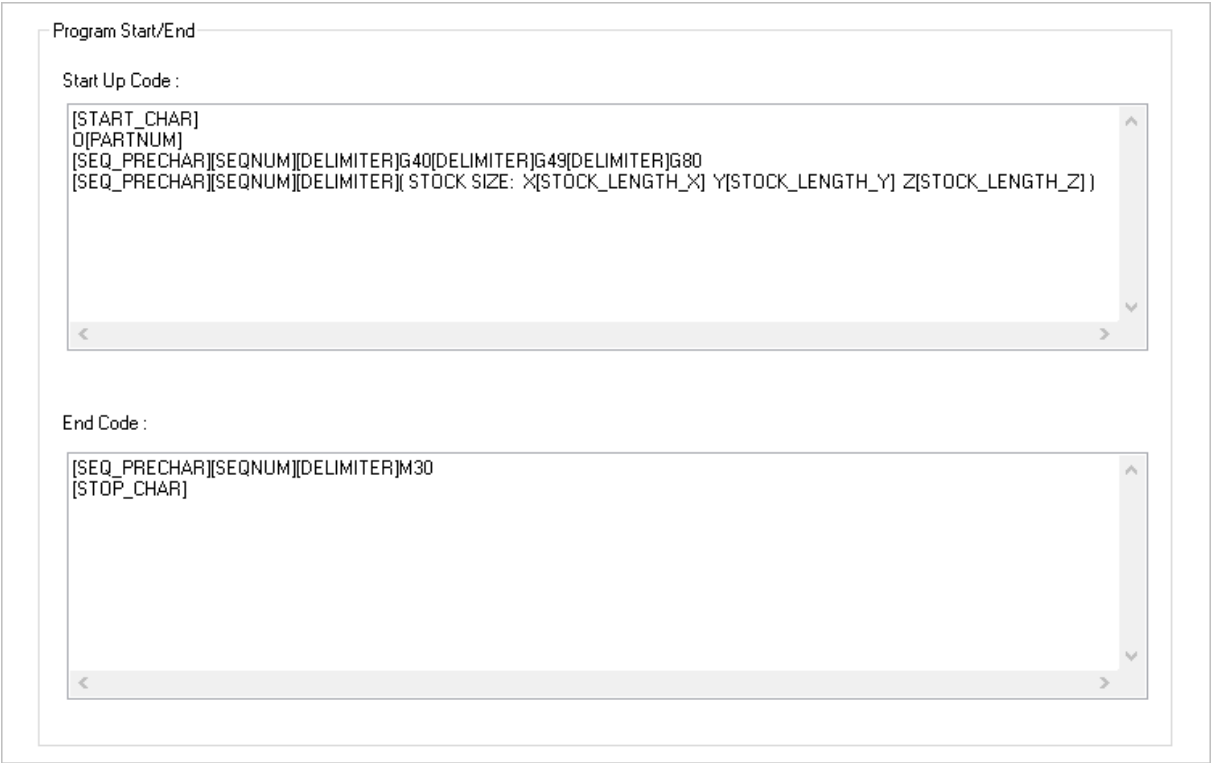 Program Start/End
Start Up Code :
[START_CHAR]
O[PARTNUM]
[SEQ_PRECHAR][SEQNUM][DELIMITER]G40[DELIMITER]G49[DELIMITER]G80
[SEQ_PRECHAR][SEQNUM][DELIMITER]( STOCK SIZE:  X[STOCK_LENGTH_X]  Y[STOCK_LENGTH_Y]  Z[STOCK_LENGTH_Z] )
End Code :
[SEQ_PRECHAR][SEQNUM][DELIMITER]M30
[STOP_CHAR]